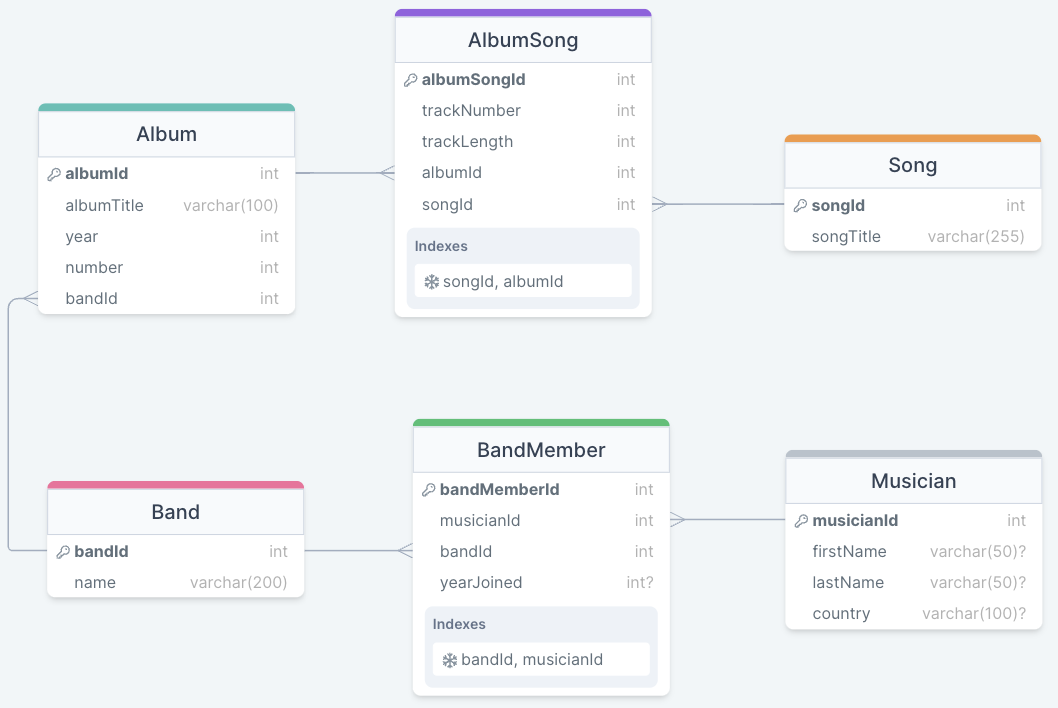 AlbumSong
albumSongId int
trackNumber int
trackLength int
albumId int
songId int
Indexes
songId, albumId
Album
albumId int
albumTitle varchar(100)
year int
number int
bandId int
Song
songId int
songTitle varchar(255)
BandMember
bandMemberId int
musicianId int
bandId int
yearJoined int?
Indexes
bandId, musicianId
Musician
musicianId int
firstName varchar(50)?
lastName varchar(50)?
country varchar(100)?
Band
bandId int
name varchar(200)